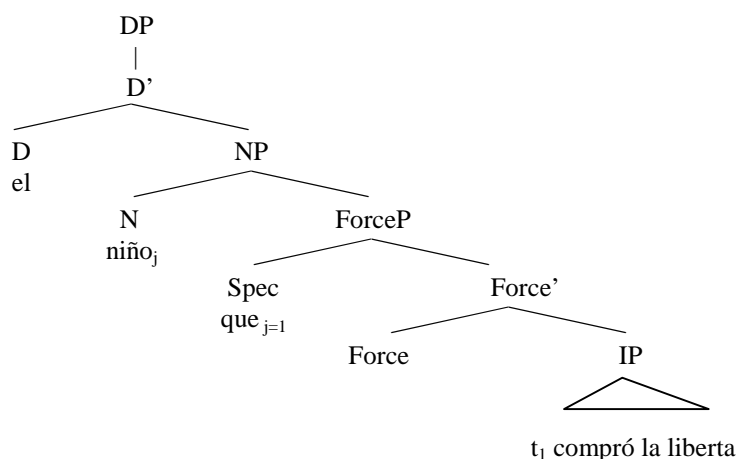 DP
D’
D NP
el
N ForceP
niñoj
Spec Force’
que j=1
Force IP
t1 compró la liberta